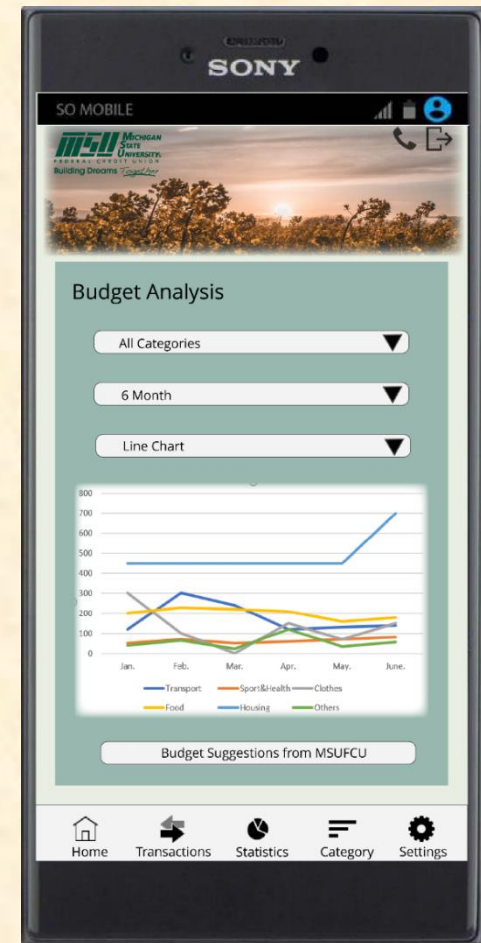 SONY
SO MOBILE
MSU MICHIGAN
STATE
UNIVERSITY.
FEDERAL CREDIT UNION
Building Dreams Together
Budget Analysis
All Categories
6 Month
Line Chart
800
700
600
500
400
300
200
100
0
Jan. Feb. Mar. Apr. May. June.
Transport Sport&Health Clothes
Food Housing Others
Budget Suggestions from MSUFCU
Home Transactions Statistics Category Settings